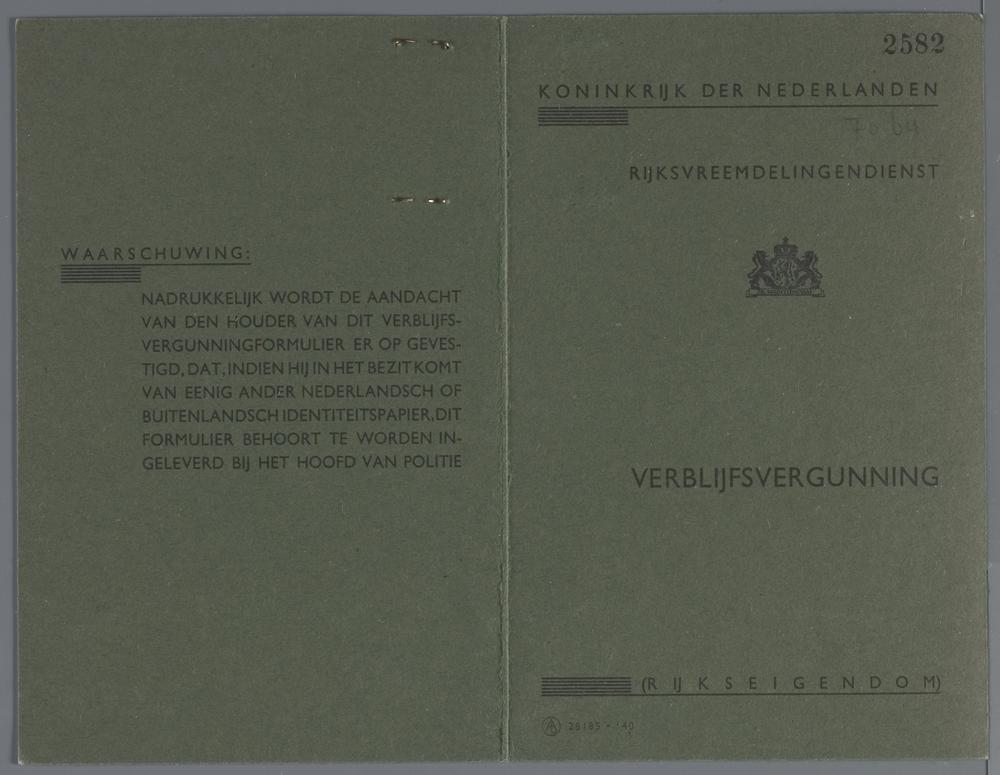 WAARSCHUWING:
NADRUKKELIJK WORDT DE AANDACHT
VAN DEN HOUDER VAN DIT VERBLIJFS-
VERGUNNINGFORMULIER ER OP GEVES-
TIGD, DAT, INDIEN HIJ IN HET BEZIT KOMT
VAN EENIG ANDER NEDERLANDSCH OF
BUITENLANDSCH IDENTITEITSPAPIER, DIT
FORMULIER BEHOORT TE WORDEN IN-
GELEVERD BIJ HET HOOFD VAN POLITIE
2582
KONINKRIJK DER NEDERLANDEN
RIJKSVREEMDELINGENDIENST
VERBLIJFSVERGUNNING
(RIJKSEIGENDOM)
28185 - '40